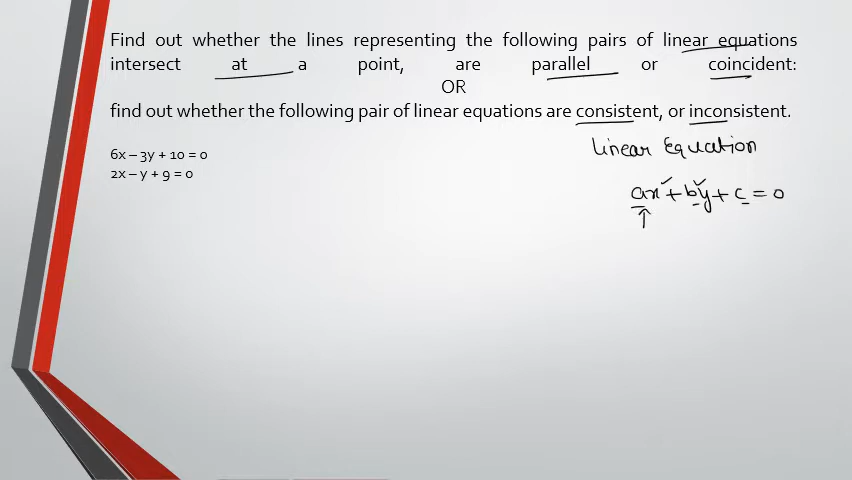 Find out whether the lines representing the following pairs of linear equations
intersect at a point, are parallel or coincident:
OR
find out whether the following pair of linear equations are consistent, or inconsistent.
Linear Equation
6x – 3y + 10 = 0
2x – y + 9 = 0
ax + by + c = 0